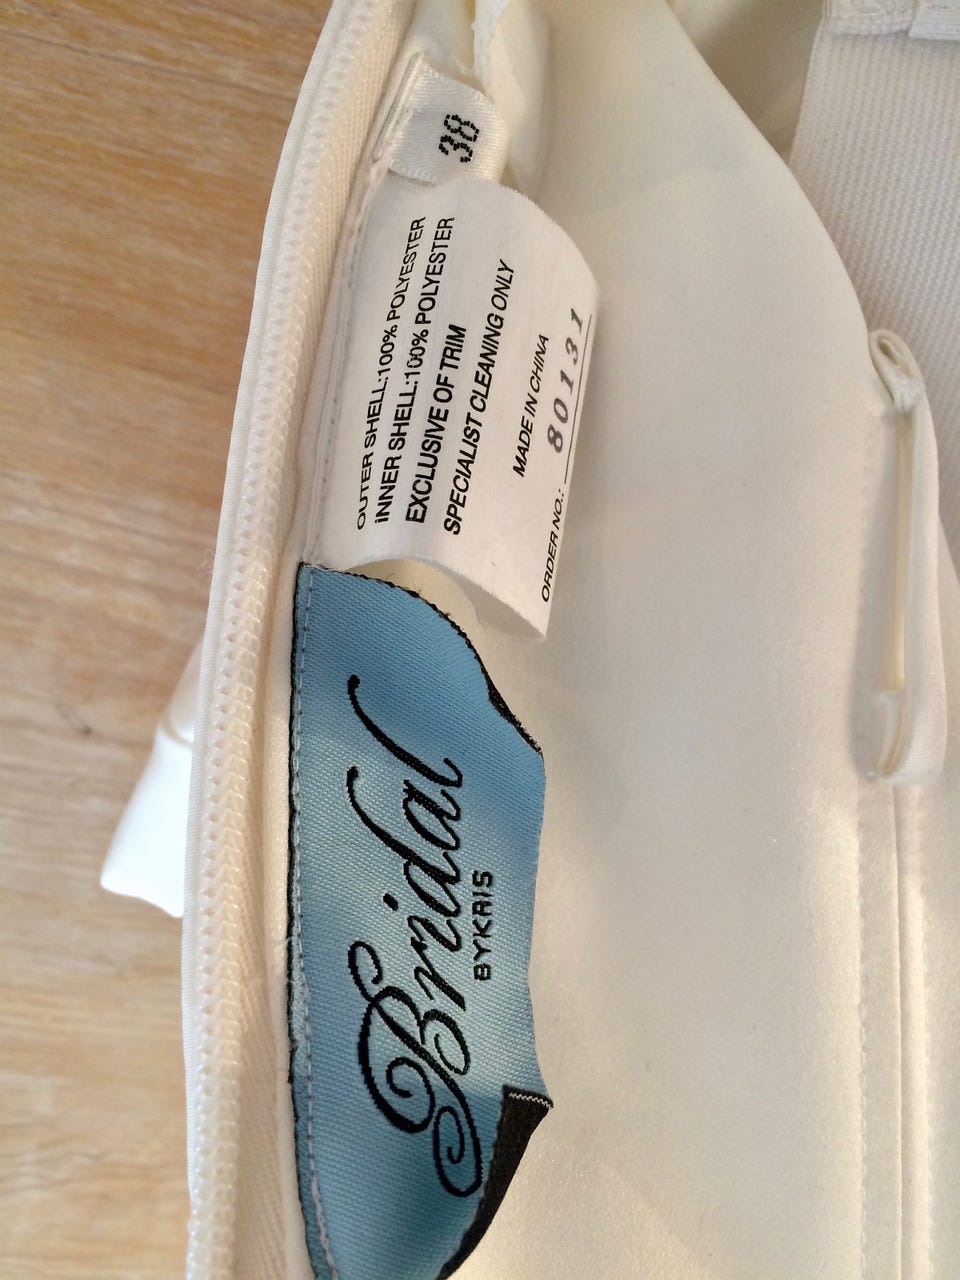 38
OUTER SHELL:100% POLYESTER
iNNER SHELL:100% POLYESTER
EXCLUSIVE OF TRIM
SPECIALIST CLEANING ONLY
MADE IN CHINA
ORDER NO.: 80131
Bridal
BYKRIS